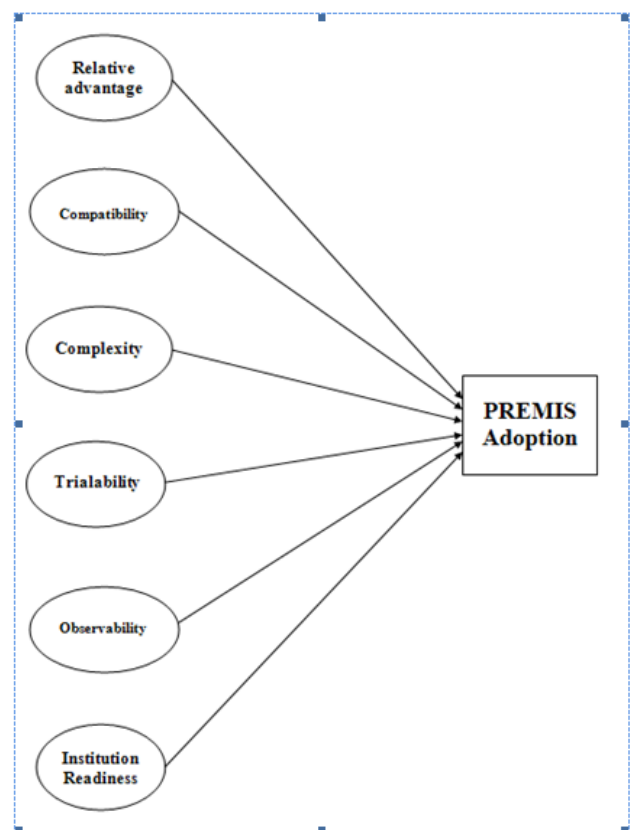 Relative
advantage
Compatibility
Complexity
PREMIS
Adoption
Trialability
Observability
Institution
Readiness